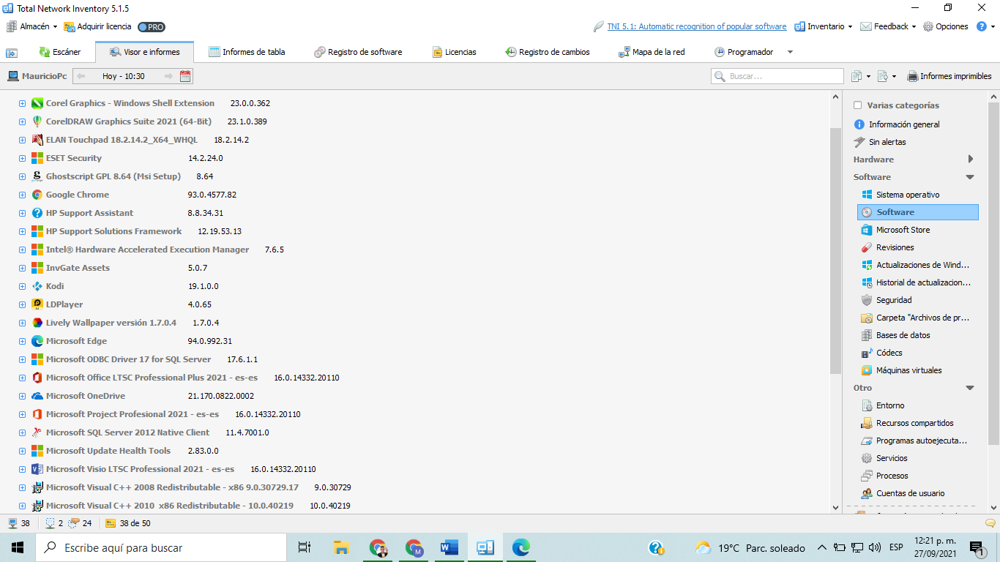 Total Network Inventory 5.1.5
Almacén Adquirir licencia PRO TNI 5.1: Automatic recognition of popular software Inventario Feedback Opciones
Escáner Visor e informes Informes de tabla Registro de software Licencias Registro de cambios Mapa de la red Programador
MauricioPc Hoy - 10:30 Buscar... Informes imprimibles
Corel Graphics - Windows Shell Extension 23.0.0.362
CorelDRAW Graphics Suite 2021 (64-Bit) 23.1.0.389
ELAN Touchpad 18.2.14.2_X64_WHQL 18.2.14.2
ESET Security 14.2.24.0
Ghostscript GPL 8.64 (Msi Setup) 8.64
Google Chrome 93.0.4577.82
HP Support Assistant 8.8.34.31
HP Support Solutions Framework 12.19.53.13
Intel® Hardware Accelerated Execution Manager 7.6.5
InvGate Assets 5.0.7
Kodi 19.1.0.0
LDPlayer 4.0.65
Lively Wallpaper versión 1.7.0.4 1.7.0.4
Microsoft Edge 94.0.992.31
Microsoft ODBC Driver 17 for SQL Server 17.6.1.1
Microsoft Office LTSC Professional Plus 2021 - es-es 16.0.14332.20110
Microsoft OneDrive 21.170.0822.0002
Microsoft Project Profesional 2021 - es-es 16.0.14332.20110
Microsoft SQL Server 2012 Native Client 11.4.7001.0
Microsoft Update Health Tools 2.83.0.0
Microsoft Visio LTSC Professional 2021 - es-es 16.0.14332.20110
Microsoft Visual C++ 2008 Redistributable - x86 9.0.30729.17 9.0.30729
Microsoft Visual C++ 2010 x86 Redistributable - 10.0.40219 10.0.40219
Varias categorías
Información general
Sin alertas
Hardware
Software
Sistema operativo
Software
Microsoft Store
Revisiones
Actualizaciones de Wind...
Historial de actualizacion...
Seguridad
Carpeta "Archivos de pr...
Bases de datos
Códecs
Máquinas virtuales
Otro
Entorno
Recursos compartidos
Programas autoejecuta...
Servicios
Procesos
Cuentas de usuario
38 2 24 38 de 50
Escribe aquí para buscar 19°C Parc. soleado ESP 12:21 p. m.
27/09/2021 1